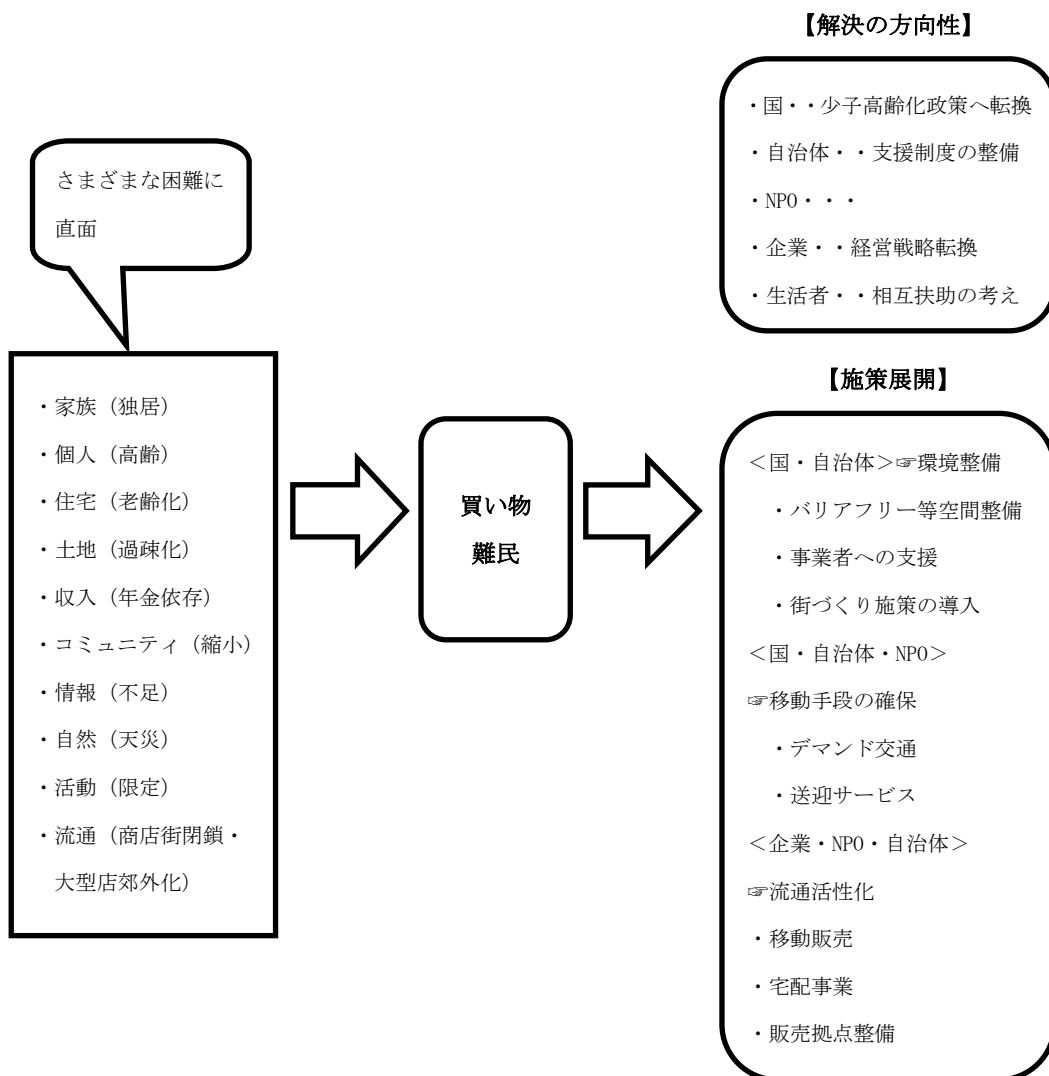 さまざまな困難に
直面
・家族（独居）
・個人（高齢）
・住宅（老齢化）
・土地（過疎化）
・収入（年金依存）
・コミュニティ（縮小）
・情報（不足）
・自然（天災）
・活動（限定）
・流通（商店街閉鎖・
大型店郊外化）
買い物
難民
【解決の方向性】
・国・・少子高齢化政策へ転換
・自治体・・支援制度の整備
・NPO・・・
・企業・・経営戦略転換
・生活者・・相互扶助の考え
【施策展開】
＜国・自治体＞☞環境整備
・バリアフリー等空間整備
・事業者への支援
・街づくり施策の導入
＜国・自治体・NPO＞
☞移動手段の確保
・デマンド交通
・送迎サービス
＜企業・NPO・自治体＞
☞流通活性化
・移動販売
・宅配事業
・販売拠点整備